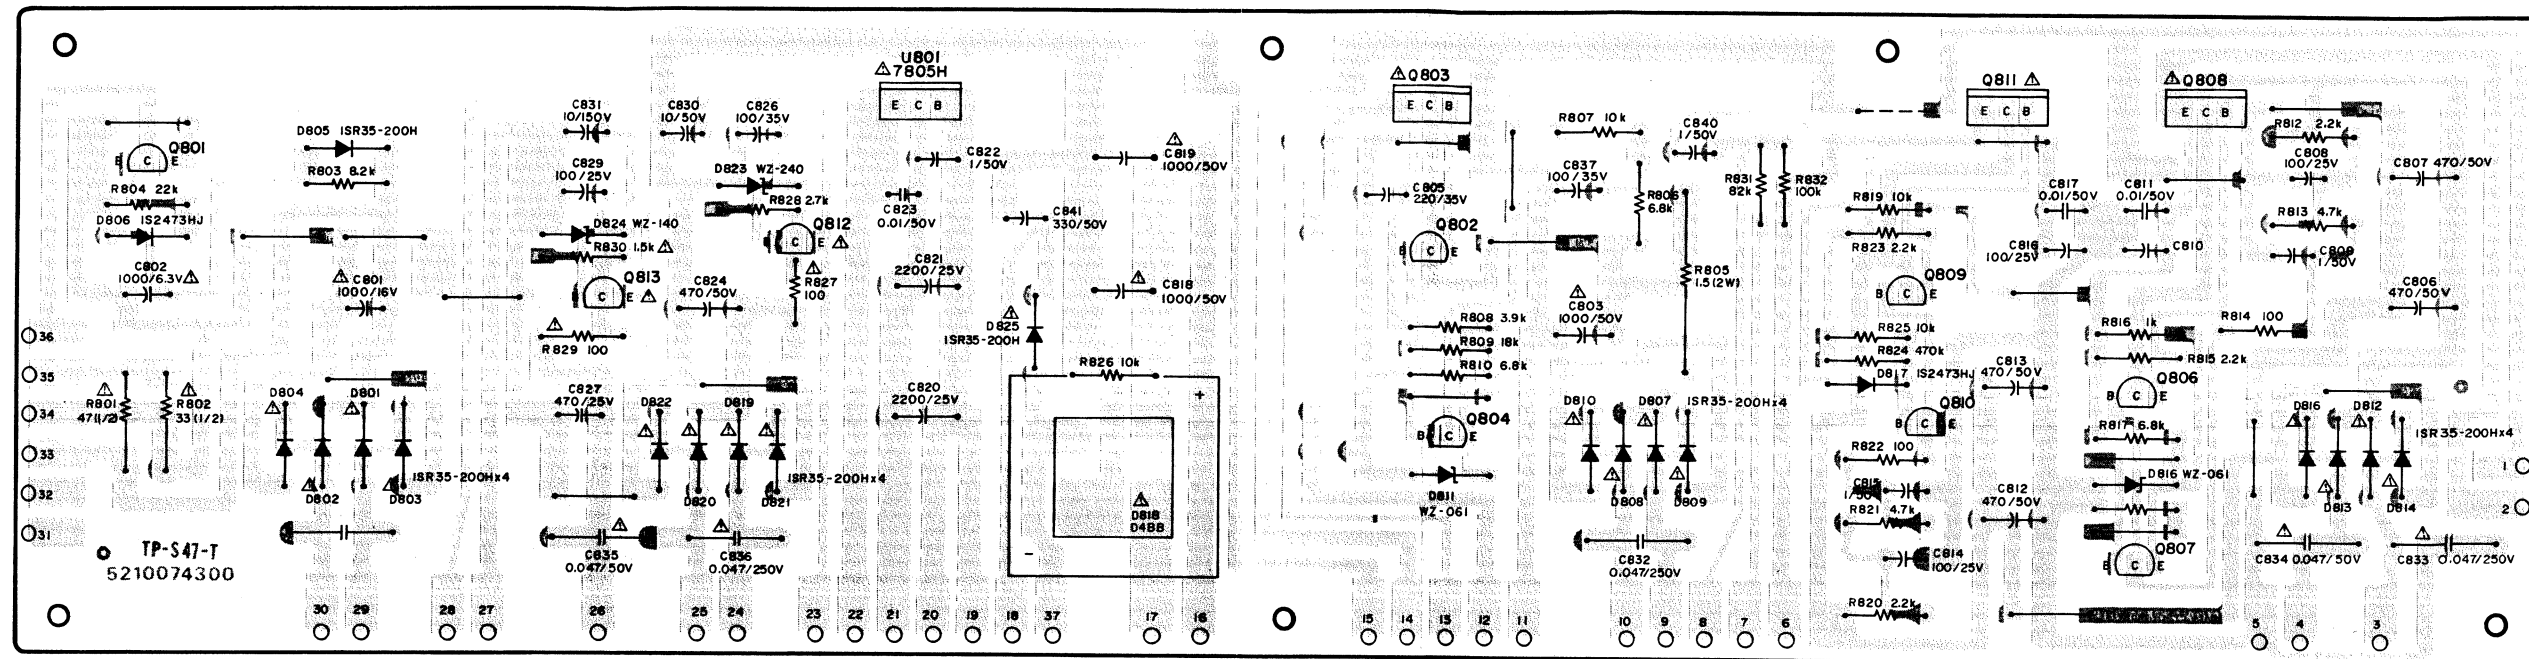 U801
⚠ 7805H
E C B
C831
10/150V
C830
10/50V
C826
100/35V
D805 ISR35-200H
Q801
B C E
R803 8.2k
R804 22k
D806 IS2473HJ
C802
1000/6.3V ⚠
⚠ C801
1000/16V
C829
100/25V
D823 WZ-240
R828 2.7k
D824 WZ-140
R830 1.5k ⚠
Q812
C E ⚠
Q813
C E ⚠
C824
470/50V
⚠
R827
100
⚠
R829 100
C822
1/50V
C823
0.01/50V
C821
2200/25V
⚠
C819
1000/50V
C841
330/50V
⚠
C818
1000/50V
⚠
D825
ISR35-200H
R826 10k
C820
2200/25V
36
35
34
33
32
31
⚠
R801
47(1/2)
⚠
R802
33(1/2)
D804
⚠
D801
⚠
⚠
D802
⚠
D803
ISR35-200Hx4
C827
470/25V
D822
⚠
D819
⚠
⚠
⚠
D820
D821
ISR35-200Hx4
⚠
C835
0.047/50V
⚠
C836
0.047/250V
+
⚠
D818
D4BB
−
TP-S47-T
5210074300
30
29
28
27
26
25
24
23
22
21
20
19
18
37
17
16
⚠ Q803
E C B
R807 10k
C840
1/50V
C805
220/35V
C837
100/35V
R806
6.8k
R831
82k
R832
100k
Q802
B C E
R805
1.5(2W)
⚠
C803
1000/50V
R808 3.9k
R809 18k
R810 6.8k
Q804
B C E
D811
WZ-061
D810
⚠
D807
⚠
ISR35-200Hx4
⚠
D808
⚠
D809
C832
0.047/250V
15
14
13
12
11
10
9
8
7
6
Q811 ⚠
E C B
⚠ Q808
E C B
R812 2.2k
C808
100/25V
C807 470/50V
R819 10k
R823 2.2k
C817
0.01/50V
C811
0.01/50V
R813 4.7k
C816
100/25V
C810
C809
1/50V
Q809
B C E
C806
470/50V
R825 10k
R824 470k
D817 IS2473HJ
R816 1k
R814 100
R815 2.2k
C813
470/50V
Q806
B C E
Q810
B C E
R817 6.8k
D816
⚠
D812
⚠
ISR35-200Hx4
R822 100
C815
D816 WZ-061
C812
470/50V
R821 4.7k
⚠
D813
⚠
D814
C814
100/25V
Q807
B C E
⚠
C834 0.047/50V
⚠
C833 0.047/250V
R820 2.2k
1
2
5
4
3